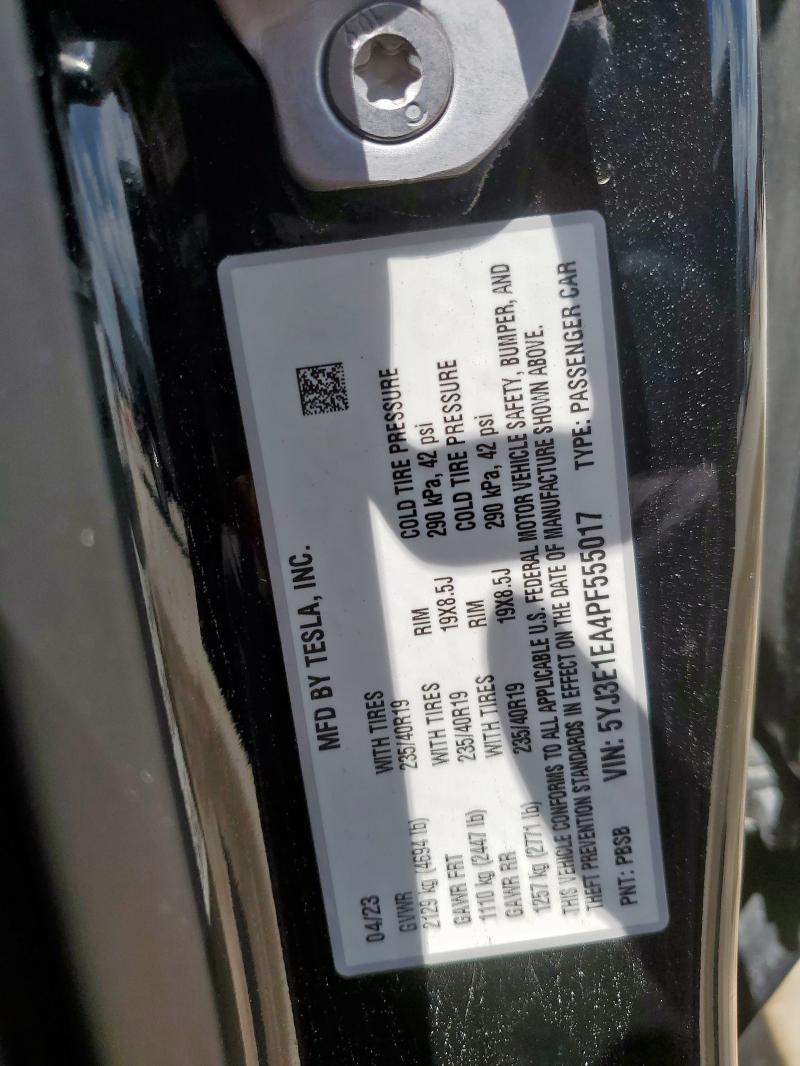 MFD BY TESLA, INC.
04/23
GVWR WITH TIRES RIM COLD TIRE PRESSURE
2129 kg (4694 lb) 235/40R19 19X8.5J 290 kPa, 42 psi
GAWR FRT WITH TIRES RIM COLD TIRE PRESSURE
1110 kg (2447 lb) 235/40R19 19X8.5J 290 kPa, 42 psi
GAWR RR WITH TIRES
1257 kg (2771 lb) 235/40R19
THIS VEHICLE CONFORMS TO ALL APPLICABLE U.S. FEDERAL MOTOR VEHICLE SAFETY, BUMPER, AND
THEFT PREVENTION STANDARDS IN EFFECT ON THE DATE OF MANUFACTURE SHOWN ABOVE.
PNT: PBSB VIN: 5YJ3E1EA4PF555017 TYPE: PASSENGER CAR